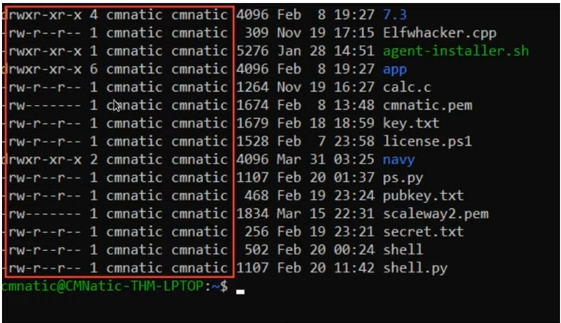 drwxr-xr-x 4 cmnatic cmnatic 4096 Feb  8 19:27 7.3
-rw-r--r-- 1 cmnatic cmnatic  309 Nov 19 17:15 Elfwhacker.cpp
-rwxr-xr-x 1 cmnatic cmnatic 5276 Jan 28 14:51 agent-installer.sh
drwxr-xr-x 6 cmnatic cmnatic 4096 Feb  8 19:27 app
-rw-r--r-- 1 cmnatic cmnatic 1264 Nov 19 16:27 calc.c
-rw------- 1 cmnatic cmnatic 1674 Feb  8 13:48 cmnatic.pem
-rw-r--r-- 1 cmnatic cmnatic 1679 Feb 18 18:59 key.txt
-rw-r--r-- 1 cmnatic cmnatic 1528 Feb  7 23:58 license.ps1
drwxr-xr-x 2 cmnatic cmnatic 4096 Mar 31 03:25 navy
-rw-r--r-- 1 cmnatic cmnatic 1107 Feb 20 01:37 ps.py
-rw-r--r-- 1 cmnatic cmnatic  468 Feb 19 23:24 pubkey.txt
-rw------- 1 cmnatic cmnatic 1834 Mar 15 22:31 scaleway2.pem
-rw-r--r-- 1 cmnatic cmnatic  256 Feb 19 23:21 secret.txt
-rw-r--r-- 1 cmnatic cmnatic  502 Feb 20 00:24 shell
-rw-r--r-- 1 cmnatic cmnatic 1107 Feb 20 11:42 shell.py
cmnatic@CMNatic-THM-LPTOP:~$